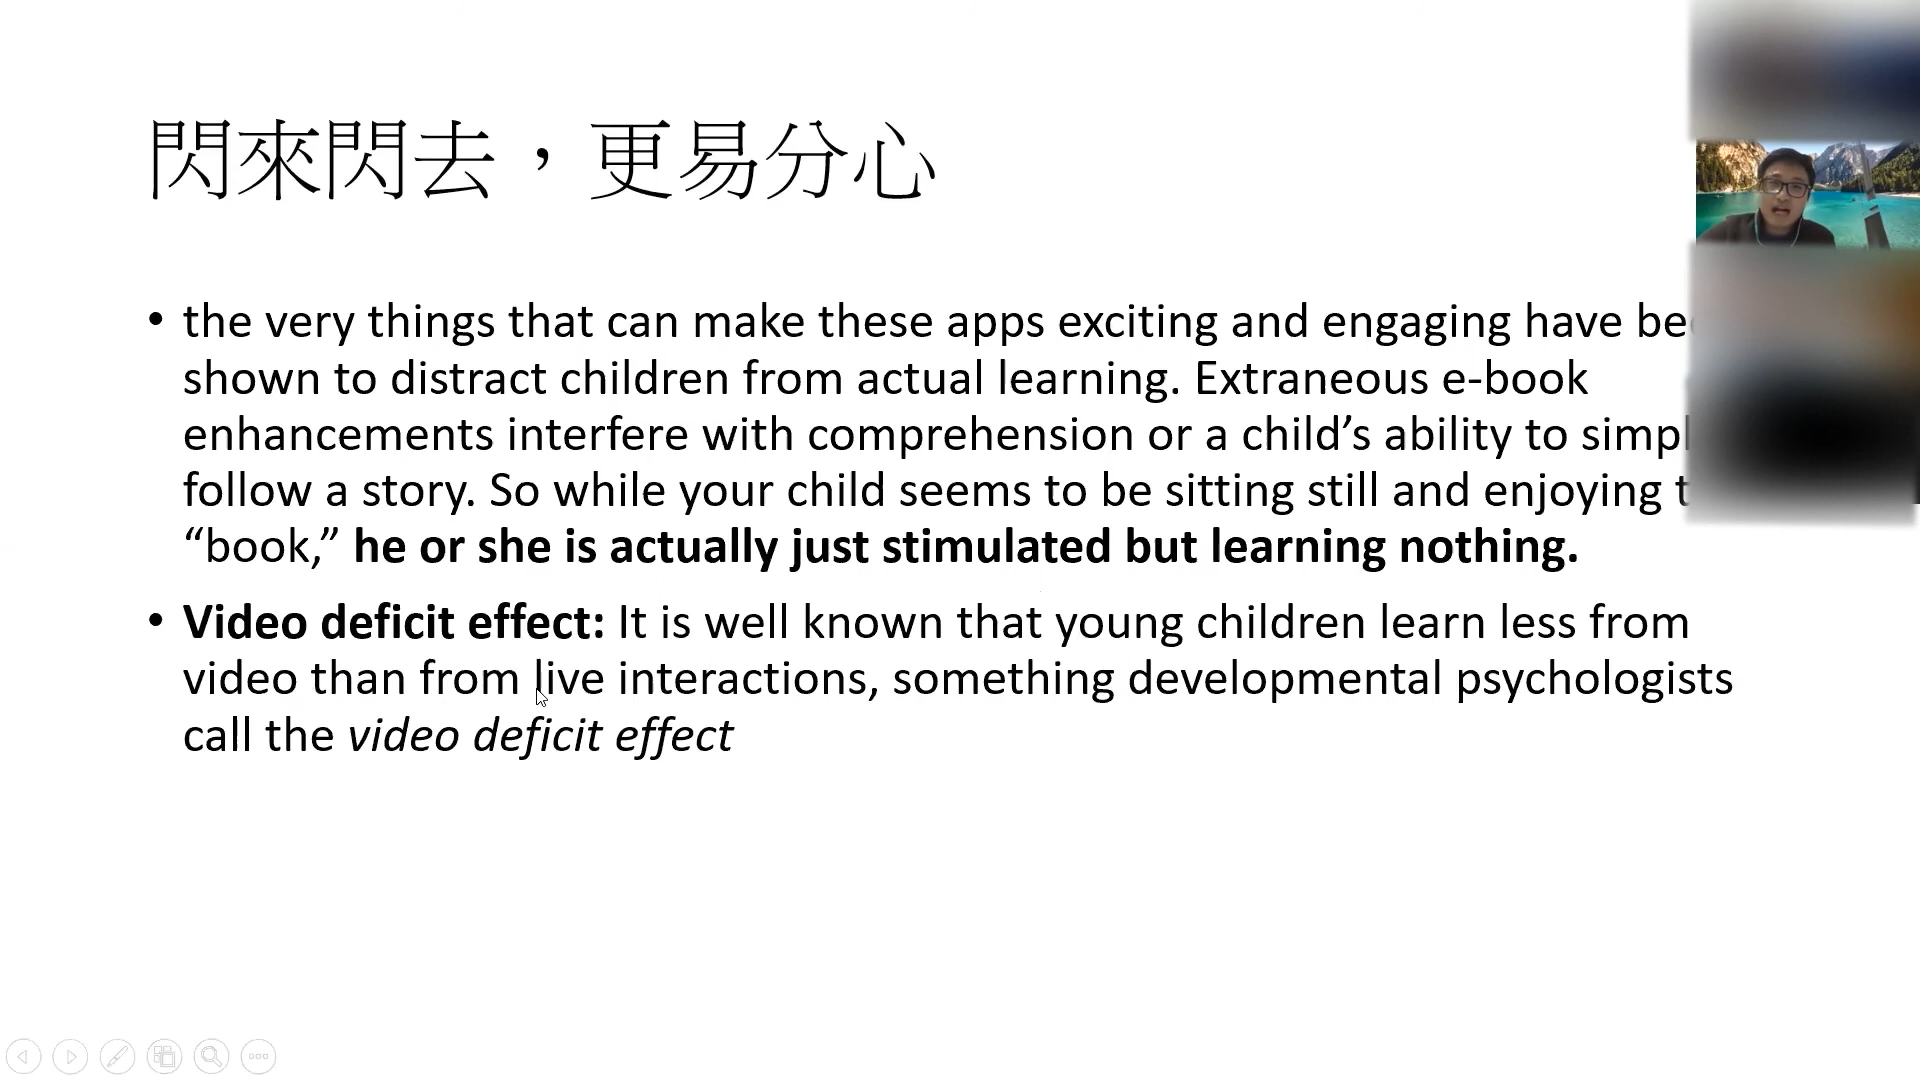 閃來閃去，更易分心
• the very things that can make these apps exciting and engaging have
shown to distract children from actual learning. Extraneous e-book
enhancements interfere with comprehension or a child’s ability to
follow a story. So while your child seems to be sitting still and enjoying
“book,” he or she is actually just stimulated but learning nothing.
• Video deficit effect: It is well known that young children learn less from
video than from live interactions, something developmental psychologists
call the video deficit effect